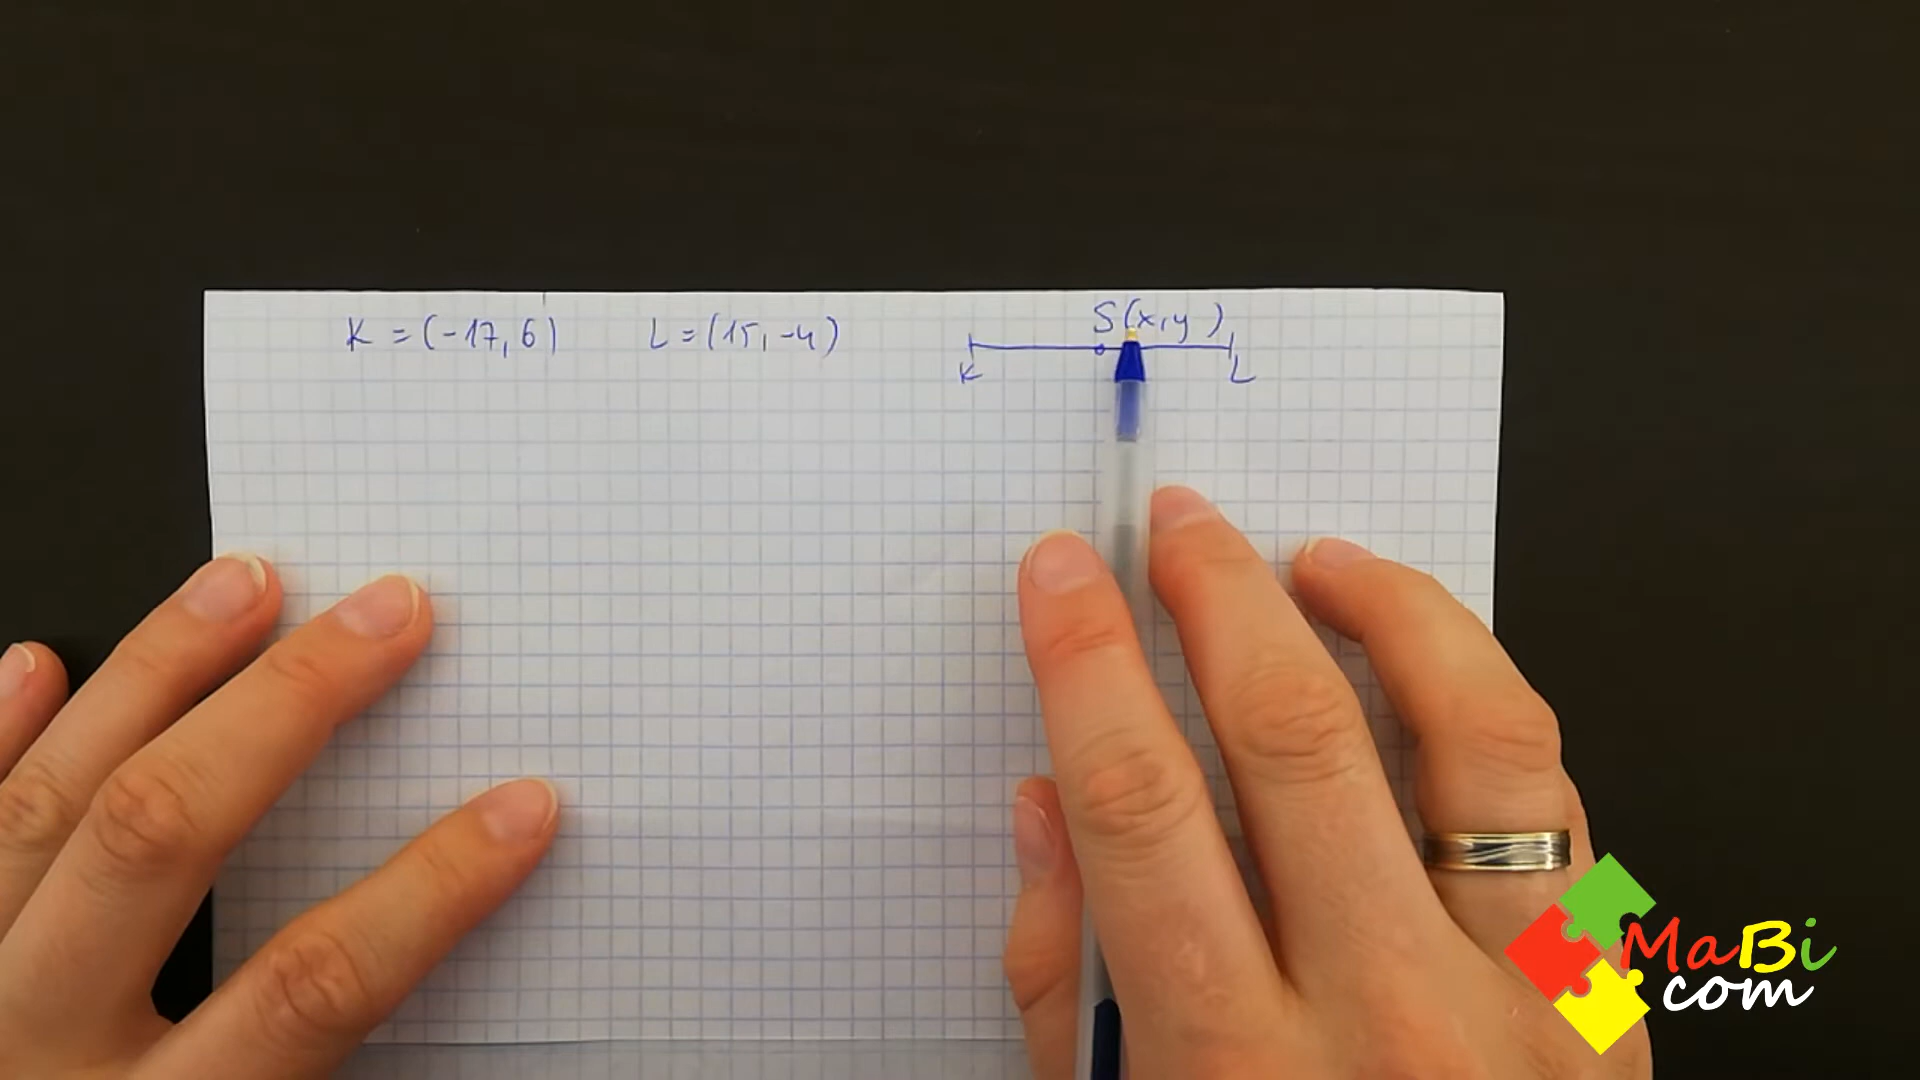 K = (-17, 6) L = (15, -4) S(x, y)
K L
MaBi
com